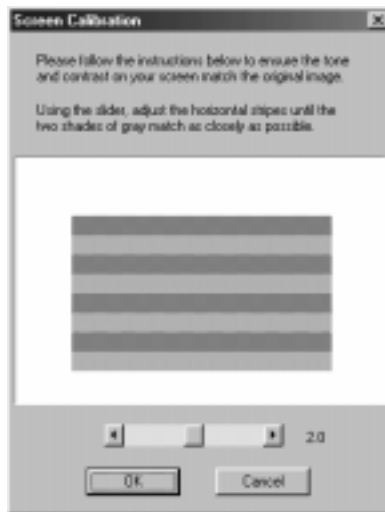 Screen Calibration
Please follow the instructions below to ensure the tone
and contrast on your screen match the original image.
Using the slider, adjust the horizontal stripes until the
two shades of gray match as closely as possible.
2.0
OK
Cancel